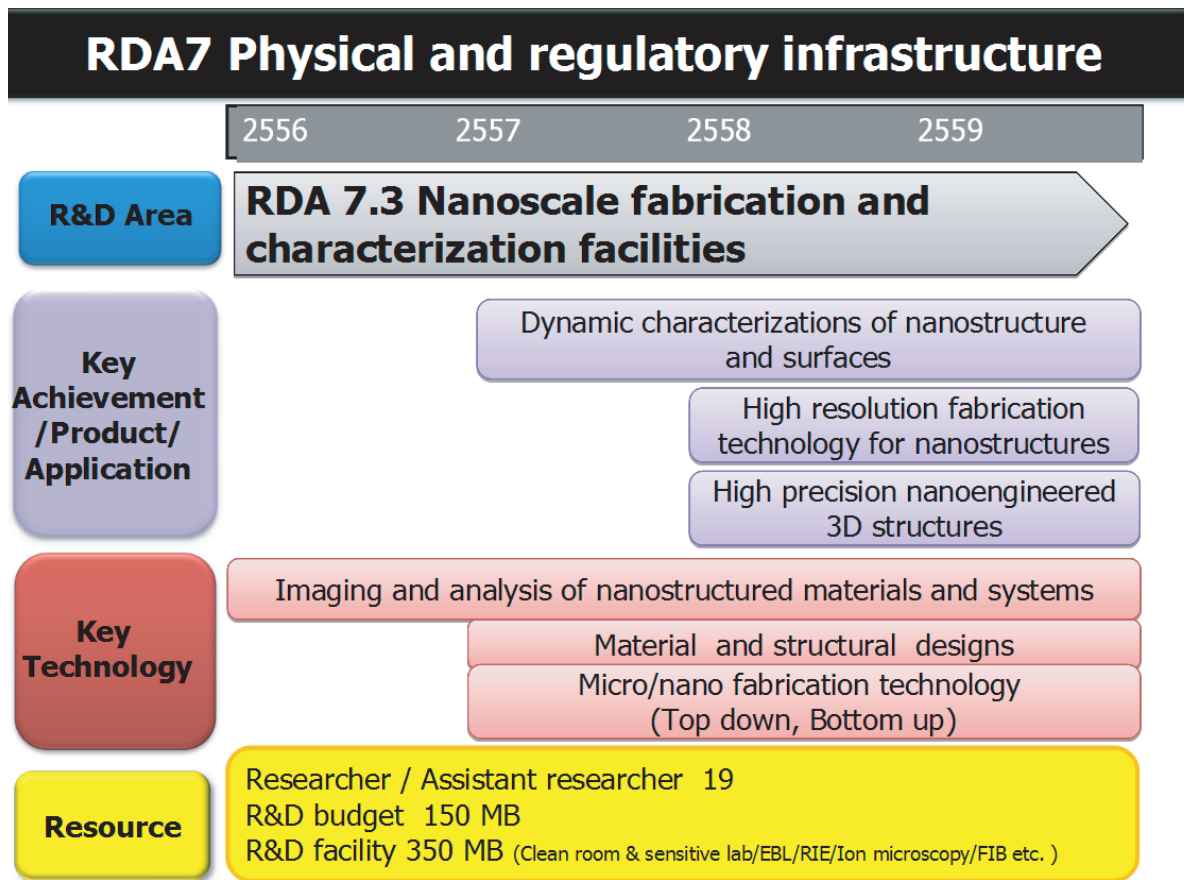 RDA7 Physical and regulatory infrastructure
2556 2557 2558 2559
R&D Area
RDA 7.3 Nanoscale fabrication and
characterization facilities
Key
Achievement
/Product/
Application
Dynamic characterizations of nanostructure
and surfaces
High resolution fabrication
technology for nanostructures
High precision nanoengineered
3D structures
Key
Technology
Imaging and analysis of nanostructured materials and systems
Material and structural designs
Micro/nano fabrication technology
(Top down, Bottom up)
Resource
Researcher / Assistant researcher 19
R&D budget 150 MB
R&D facility 350 MB (Clean room & sensitive lab/EBL/RIE/Ion microscopy/FIB etc. )